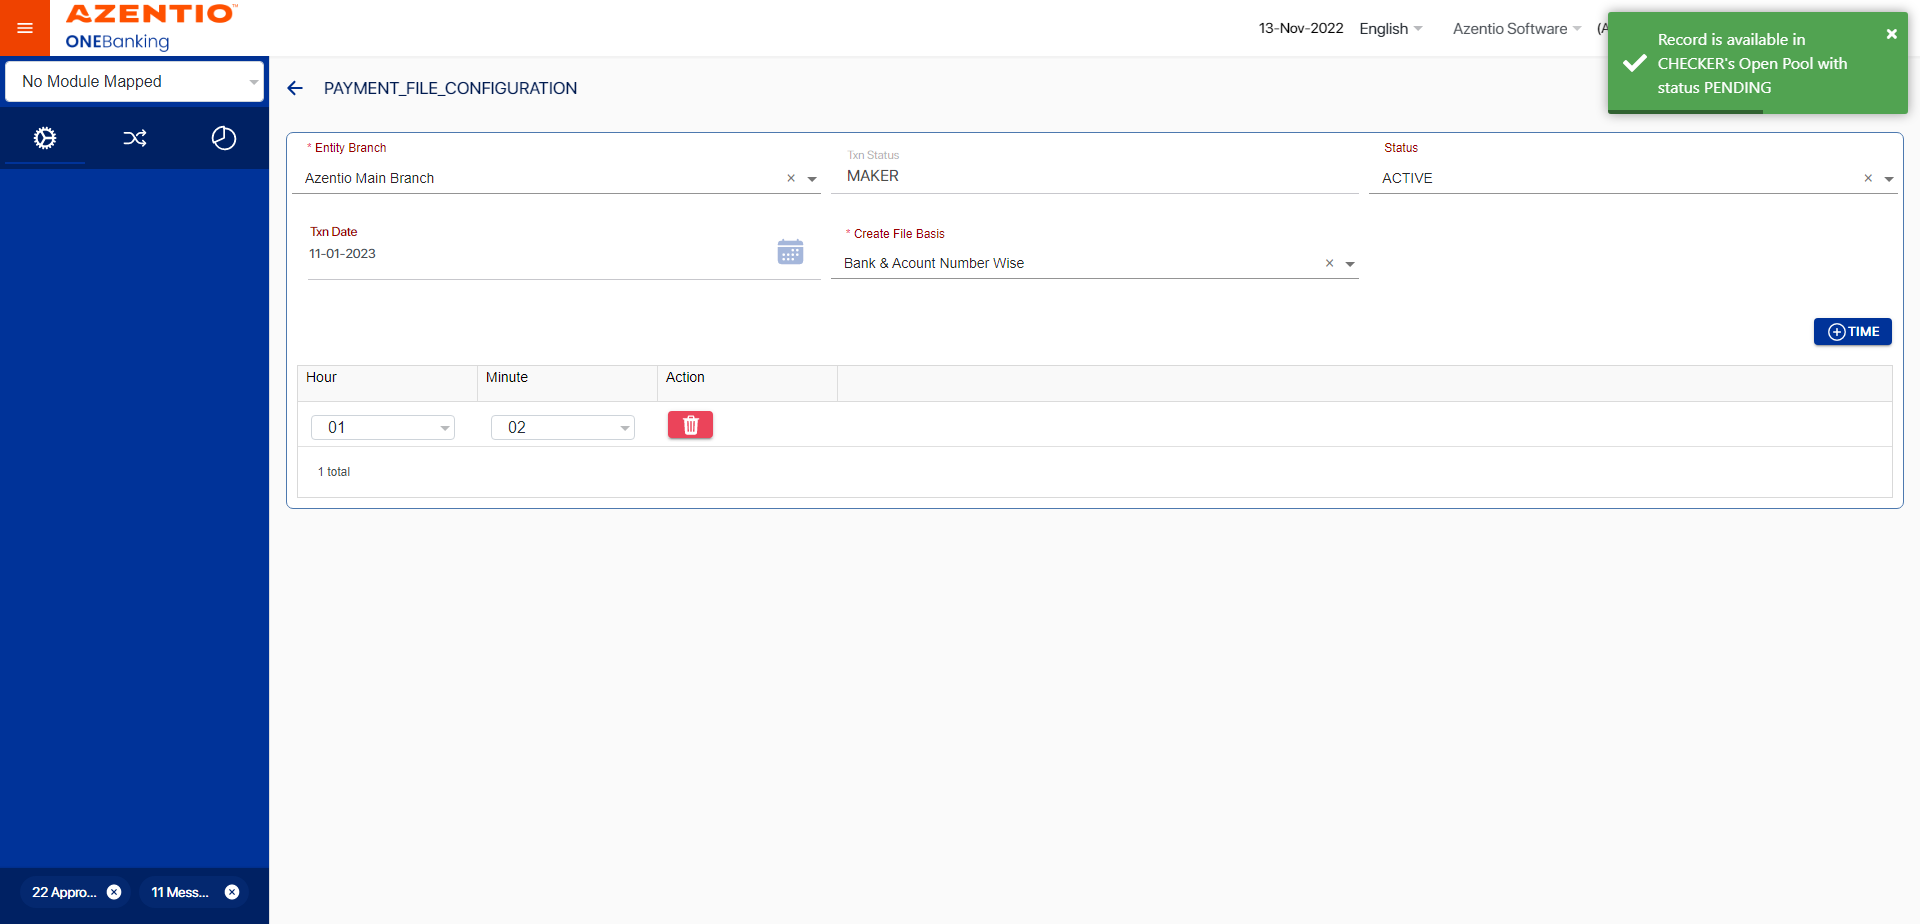 AZENTIO™
ONEBanking
13-Nov-2022
English
Azentio Software
(A
Record is available in
CHECKER's Open Pool with
status PENDING
No Module Mapped
PAYMENT_FILE_CONFIGURATION
* Entity Branch
Azentio Main Branch
Txn Status
MAKER
Status
ACTIVE
Txn Date
11-01-2023
* Create File Basis
Bank & Acount Number Wise
TIME
Hour
Minute
Action
01
02
1 total
22 Appro...
11 Mess...